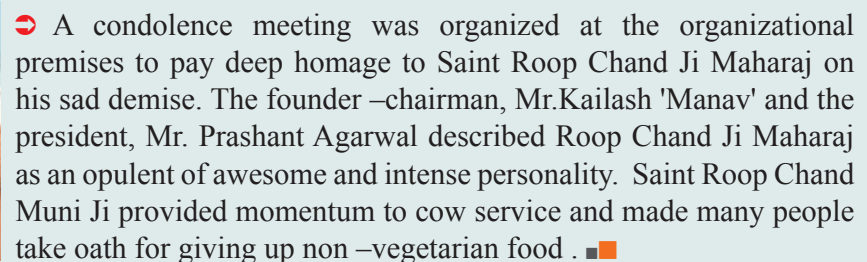 A condolence meeting was organized at the organizational
premises to pay deep homage to Saint Roop Chand Ji Maharaj on
his sad demise. The founder –chairman, Mr.Kailash 'Manav' and the
president, Mr. Prashant Agarwal described Roop Chand Ji Maharaj
as an opulent of awesome and intense personality.  Saint Roop Chand
Muni Ji provided momentum to cow service and made many people
take oath for giving up non –vegetarian food .